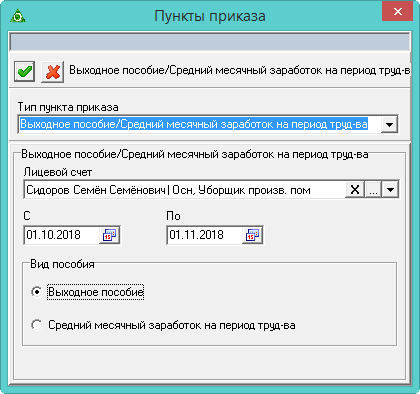 Пункты приказа
Выходное пособие/Средний месячный заработок на период труд-в
Тип пункта приказа
Выходное пособие/Средний месячный заработок на период труд-ва
Выходное пособие/Средний месячный заработок на период труд-ва
Лицевой счет
Сидоров Семён Семёнович| Осн, Уборщик произв. пом
...
С По
01.10.2018 01.11.2018
Вид пособия
Выходное пособие
Средний месячный заработок на период труд-ва